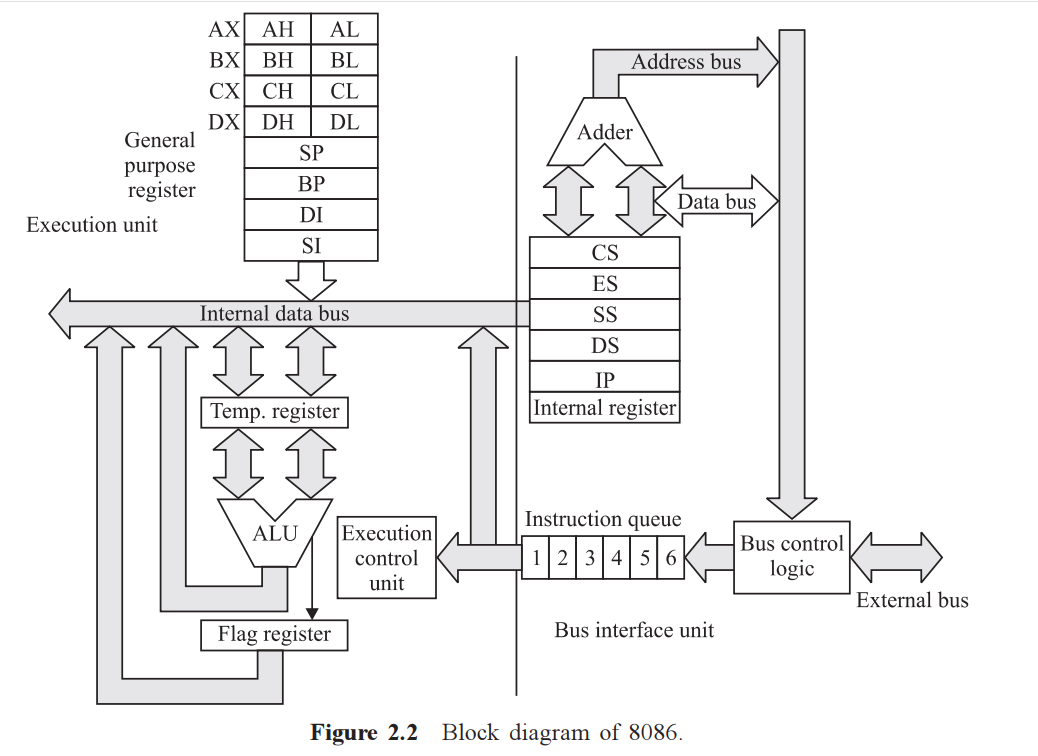 AX AH AL
BX BH BL
CX CH CL
DX DH DL
General
purpose
register
SP
BP
DI
SI
Execution unit
Address bus
Adder
Data bus
CS
ES
SS
DS
IP
Internal register
Internal data bus
Temp. register
ALU
Execution
control
unit
Flag register
Instruction queue
1 2 3 4 5 6
Bus control
logic
External bus
Bus interface unit
Figure 2.2 Block diagram of 8086.